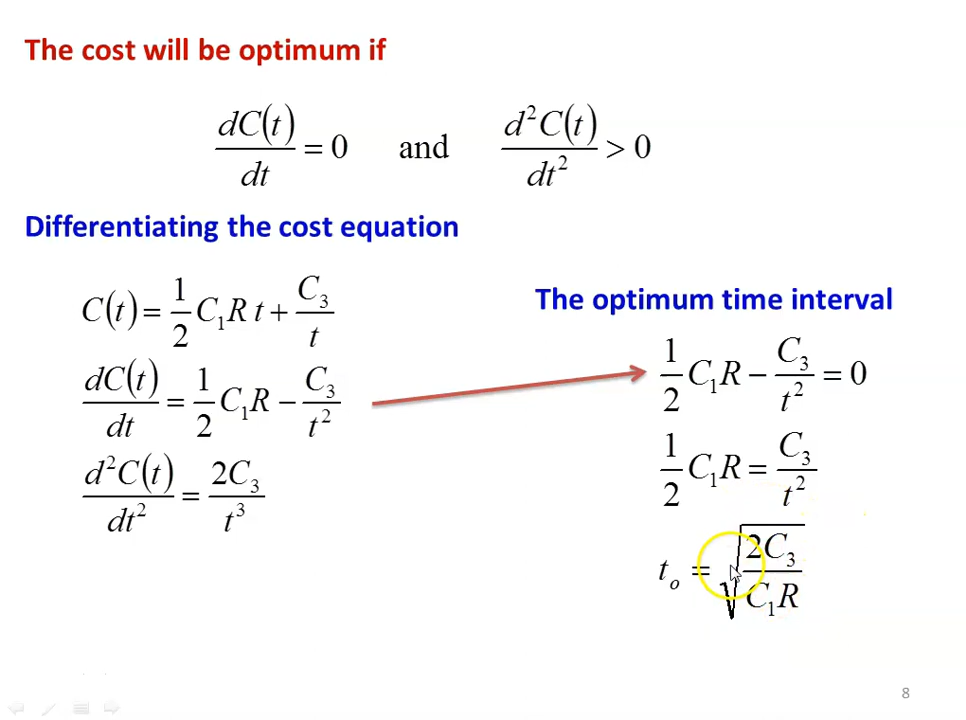 The cost will be optimum if
dC(t)/dt = 0 and d²C(t)/dt² > 0
Differentiating the cost equation
C(t) = 1/2 C₁R t + C₃/t
dC(t)/dt = 1/2 C₁R − C₃/t²
d²C(t)/dt² = 2C₃/t³
The optimum time interval
1/2 C₁R − C₃/t² = 0
1/2 C₁R = C₃/t²
tₒ = √(2C₃/C₁R)
8